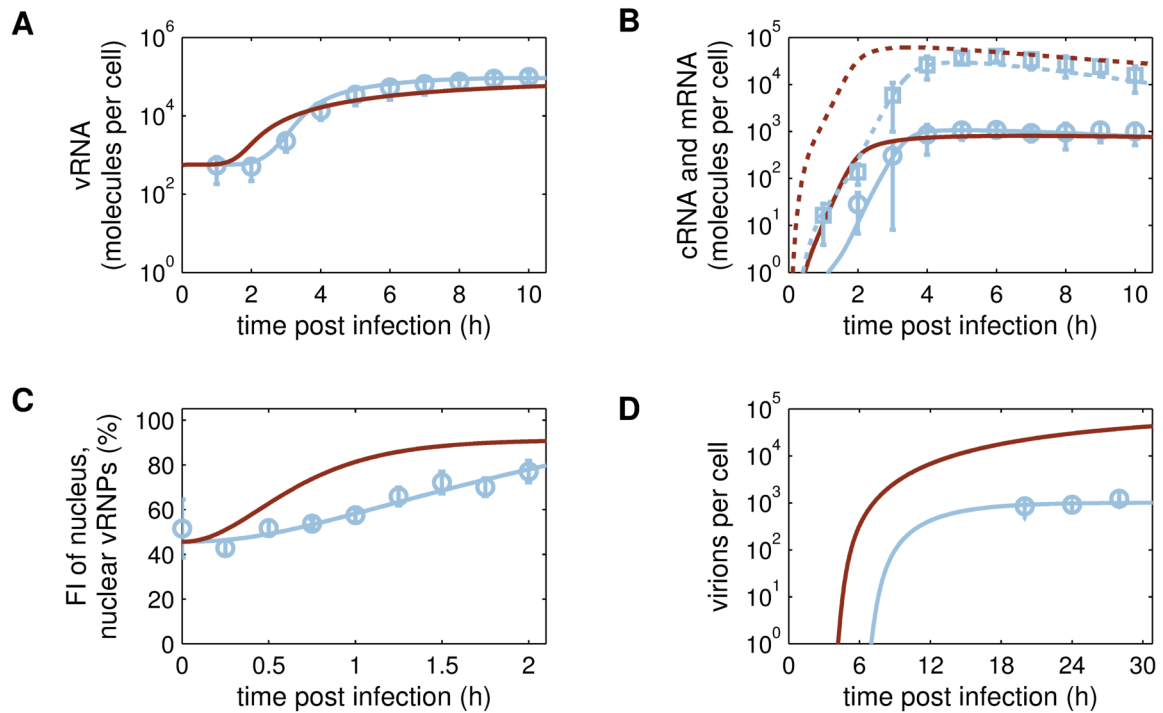 A
vRNA
(molecules per cell)
10^6
10^4
10^2
10^0
0 2 4 6 8 10
time post infection (h)
B
cRNA and mRNA
(molecules per cell)
10^5
10^4
10^3
10^2
10^1
10^0
0 2 4 6 8 10
time post infection (h)
C
FI of nucleus,
nuclear vRNPs (%)
100
80
60
40
20
0
0 0.5 1 1.5 2
time post infection (h)
D
virions per cell
10^5
10^4
10^3
10^2
10^1
10^0
0 6 12 18 24 30
time post infection (h)